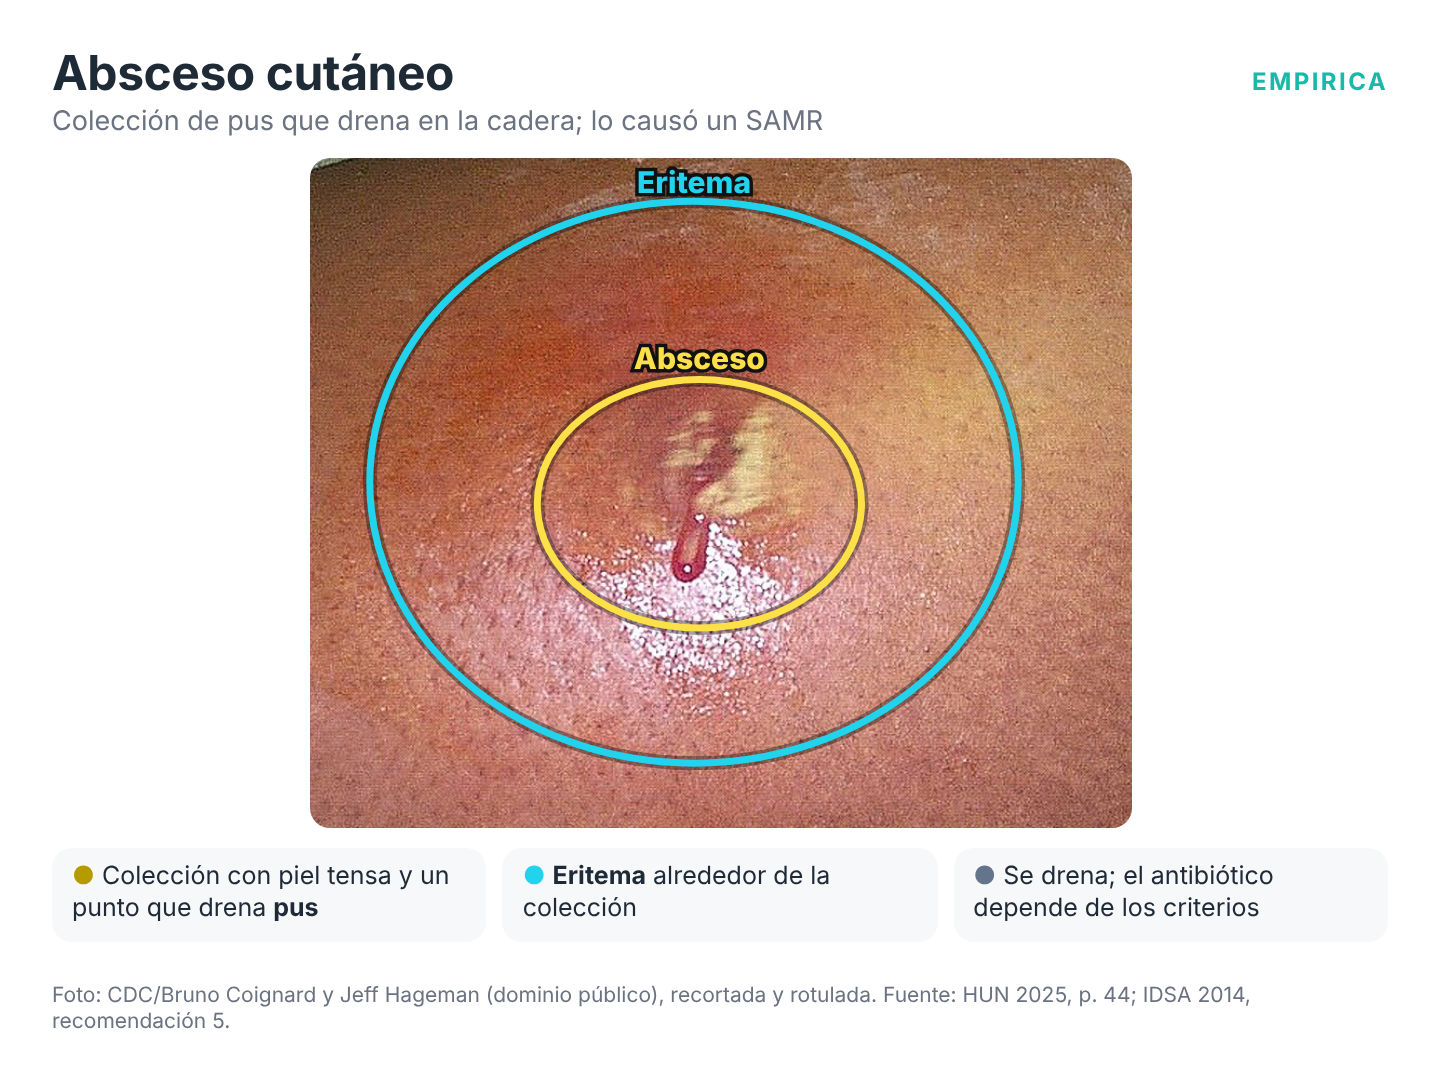 Absceso cutáneo
EMPIRICA
Colección de pus que drena en la cadera; lo causó un SAMR
Eritema
Absceso
Colección con piel tensa y un
punto que drena pus
Eritema alrededor de la
colección
Se drena; el antibiótico
depende de los criterios
Foto: CDC/Bruno Coignard y Jeff Hageman (dominio público), recortada y rotulada. Fuente: HUN 2025, p. 44; IDSA 2014,
recomendación 5.